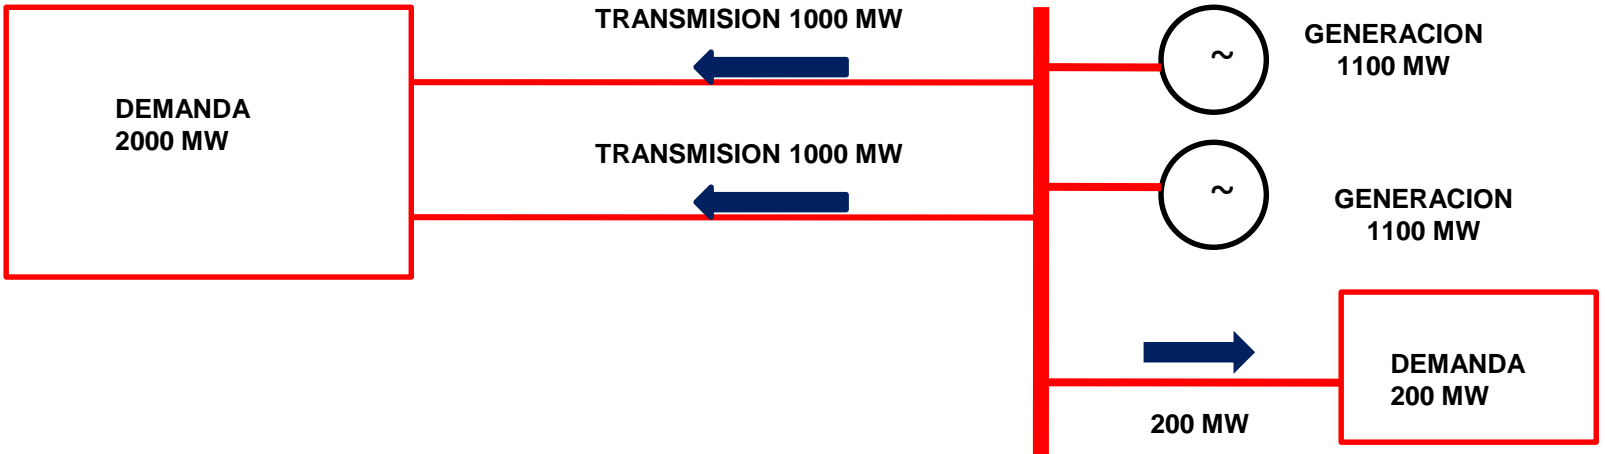 TRANSMISION 1000 MW
GENERACION
1100 MW
~
DEMANDA
2000 MW
TRANSMISION 1000 MW
~
GENERACION
1100 MW
DEMANDA
200 MW
200 MW